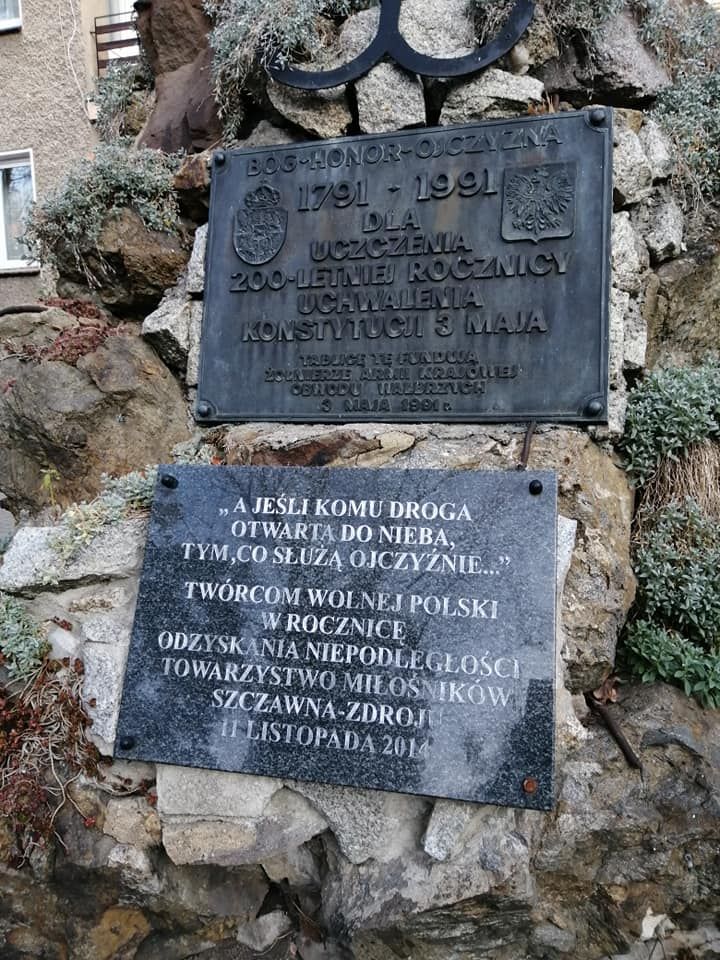 BÓG-HONOR-OJCZYZNA
1791 - 1991
DLA
UCZCZENIA
200-LETNIEJ ROCZNICY
UCHWALENIA
KONSTYTUCJI 3 MAJA
TABLICĘ TĘ FUNDUJĄ
ŻOŁNIERZE ARMII KRAJOWEJ
OBWODU WAŁBRZYCH
3 MAJA 1991 r.
„A JEŚLI KOMU DROGA
OTWARTA DO NIEBA,
TYM,CO SŁUŻĄ OJCZYŹNIE..."
TWÓRCOM WOLNEJ POLSKI
W ROCZNICĘ
ODZYSKANIA NIEPODLEGŁOŚCI
TOWARZYSTWO MIŁOŚNIKÓW
SZCZAWNA-ZDROJU
11 LISTOPADA 2014